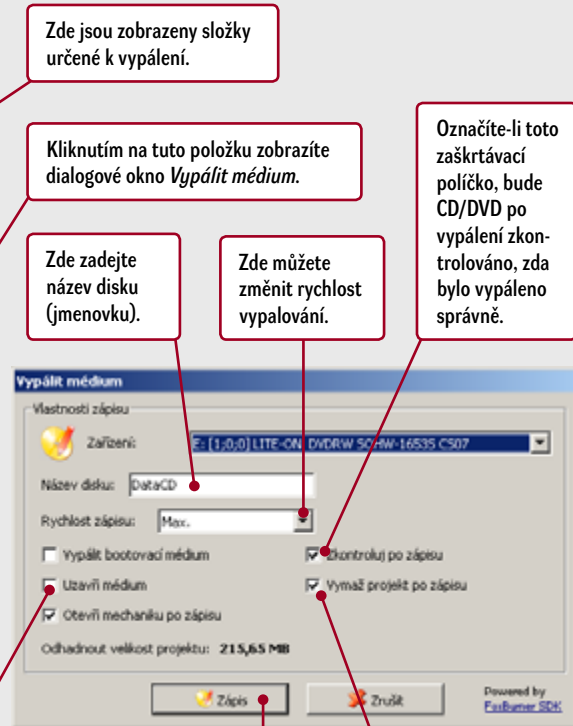 Zde jsou zobrazeny složky
určené k vypálení.
Kliknutím na tuto položku zobrazíte
dialogové okno Vypálit médium.
Označíte-li toto
zaškrtávací
políčko, bude
CD/DVD po
vypálení zkon-
trolováno, zda
bylo vypáleno
správně.
Zde zadejte
název disku
(jmenovku).
Zde můžete
změnit rychlost
vypalování.
Vypálit médium
Vlastnosti zápisu
Zařízení: E: [1;0;0] LITE-ON DVDRW SOHW-1653S CS07
Název disku: DataCD
Rychlost zápisu: Max.
Vypálit bootovací médium
Zkontroluj po zápisu
Uzavři médium
Vymaž projekt po zápisu
Otevři mechaniku po zápisu
Odhadnout velikost projektu: 215,65 MB
Zápis
Zrušit
Powered by
FoxBurner SDK